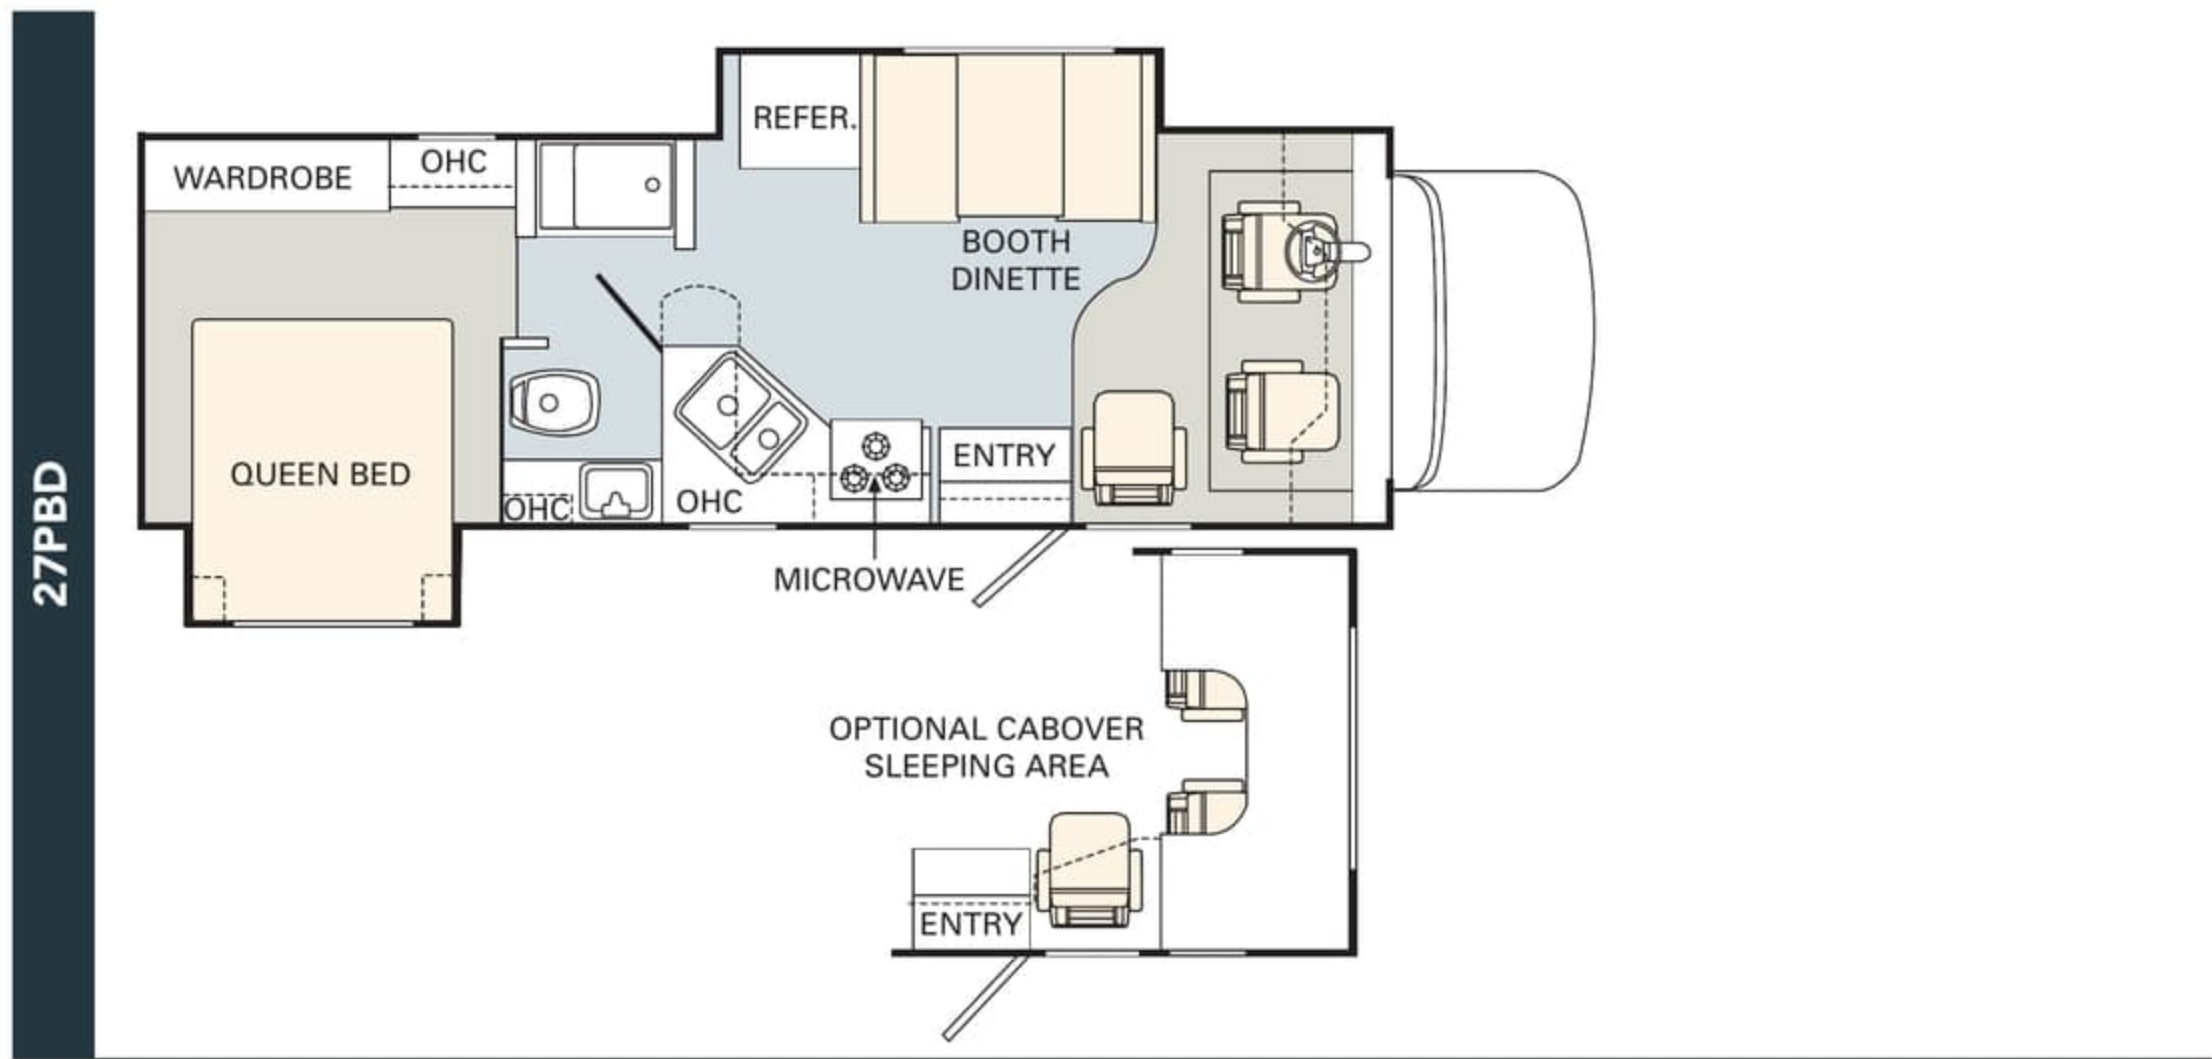 27PBD
WARDROBE
OHC
REFER.
BOOTH
DINETTE
QUEEN BED
OHC
OHC
ENTRY
MICROWAVE
OPTIONAL CABOVER
SLEEPING AREA
ENTRY